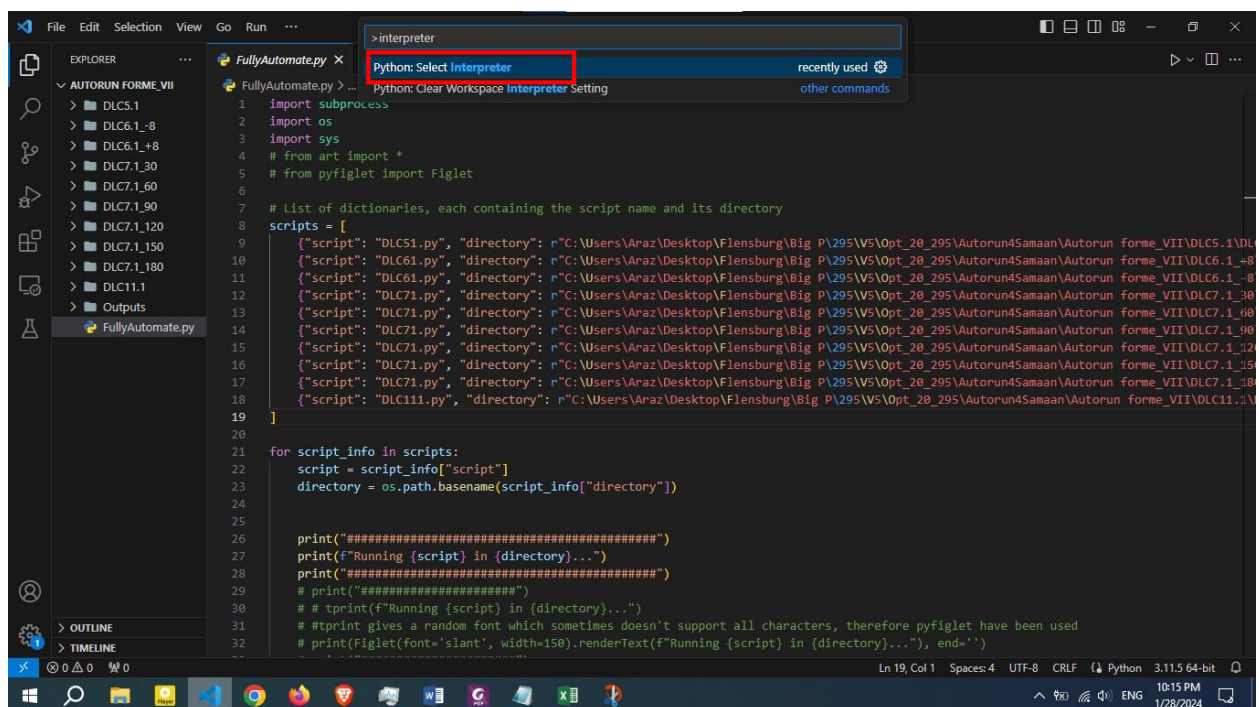 File Edit Selection View Go Run ···
>interpreter
Python: Select Interpreter recently used
Python: Clear Workspace Interpreter Setting other commands
EXPLORER ···
AUTORUN FORME_VII
> DLC5.1
> DLC6.1_-8
> DLC6.1_+8
> DLC7.1_30
> DLC7.1_60
> DLC7.1_90
> DLC7.1_120
> DLC7.1_150
> DLC7.1_180
> DLC11.1
> Outputs
FullyAutomate.py
> OUTLINE
> TIMELINE
FullyAutomate.py ×
FullyAutomate.py > ...
1 import subprocess
2 import os
3 import sys
4 # from art import *
5 # from pyfiglet import Figlet
6
7 # List of dictionaries, each containing the script name and its directory
8 scripts = [
9 {"script": "DLC51.py", "directory": r"C:\Users\Araz\Desktop\Flensburg\Big P\295\V5\Opt_20_295\Autorun4Samaan\Autorun forme_VII\DLC5.1\DL
10 {"script": "DLC61.py", "directory": r"C:\Users\Araz\Desktop\Flensburg\Big P\295\V5\Opt_20_295\Autorun4Samaan\Autorun forme_VII\DLC6.1_+8
11 {"script": "DLC61.py", "directory": r"C:\Users\Araz\Desktop\Flensburg\Big P\295\V5\Opt_20_295\Autorun4Samaan\Autorun forme_VII\DLC6.1_-8
12 {"script": "DLC71.py", "directory": r"C:\Users\Araz\Desktop\Flensburg\Big P\295\V5\Opt_20_295\Autorun4Samaan\Autorun forme_VII\DLC7.1_30
13 {"script": "DLC71.py", "directory": r"C:\Users\Araz\Desktop\Flensburg\Big P\295\V5\Opt_20_295\Autorun4Samaan\Autorun forme_VII\DLC7.1_60
14 {"script": "DLC71.py", "directory": r"C:\Users\Araz\Desktop\Flensburg\Big P\295\V5\Opt_20_295\Autorun4Samaan\Autorun forme_VII\DLC7.1_90
15 {"script": "DLC71.py", "directory": r"C:\Users\Araz\Desktop\Flensburg\Big P\295\V5\Opt_20_295\Autorun4Samaan\Autorun forme_VII\DLC7.1_12
16 {"script": "DLC71.py", "directory": r"C:\Users\Araz\Desktop\Flensburg\Big P\295\V5\Opt_20_295\Autorun4Samaan\Autorun forme_VII\DLC7.1_15
17 {"script": "DLC71.py", "directory": r"C:\Users\Araz\Desktop\Flensburg\Big P\295\V5\Opt_20_295\Autorun4Samaan\Autorun forme_VII\DLC7.1_18
18 {"script": "DLC111.py", "directory": r"C:\Users\Araz\Desktop\Flensburg\Big P\295\V5\Opt_20_295\Autorun4Samaan\Autorun forme_VII\DLC11.1\
19 ]
20
21 for script_info in scripts:
22 script = script_info["script"]
23 directory = os.path.basename(script_info["directory"])
24
25
26 print("############################################")
27 print(f"Running {script} in {directory}...")
28 print("############################################")
29 # print("######################")
30 # # tprint(f"Running {script} in {directory}...")
31 # #tprint gives a random font which sometimes doesn't support all characters, therefore pyfiglet have been used
32 # print(Figlet(font='slant', width=150).renderText(f"Running {script} in {directory}..."), end='')
0 0 0 Ln 19, Col 1 Spaces: 4 UTF-8 CRLF Python 3.11.5 64-bit
ENG 10:15 PM
1/28/2024